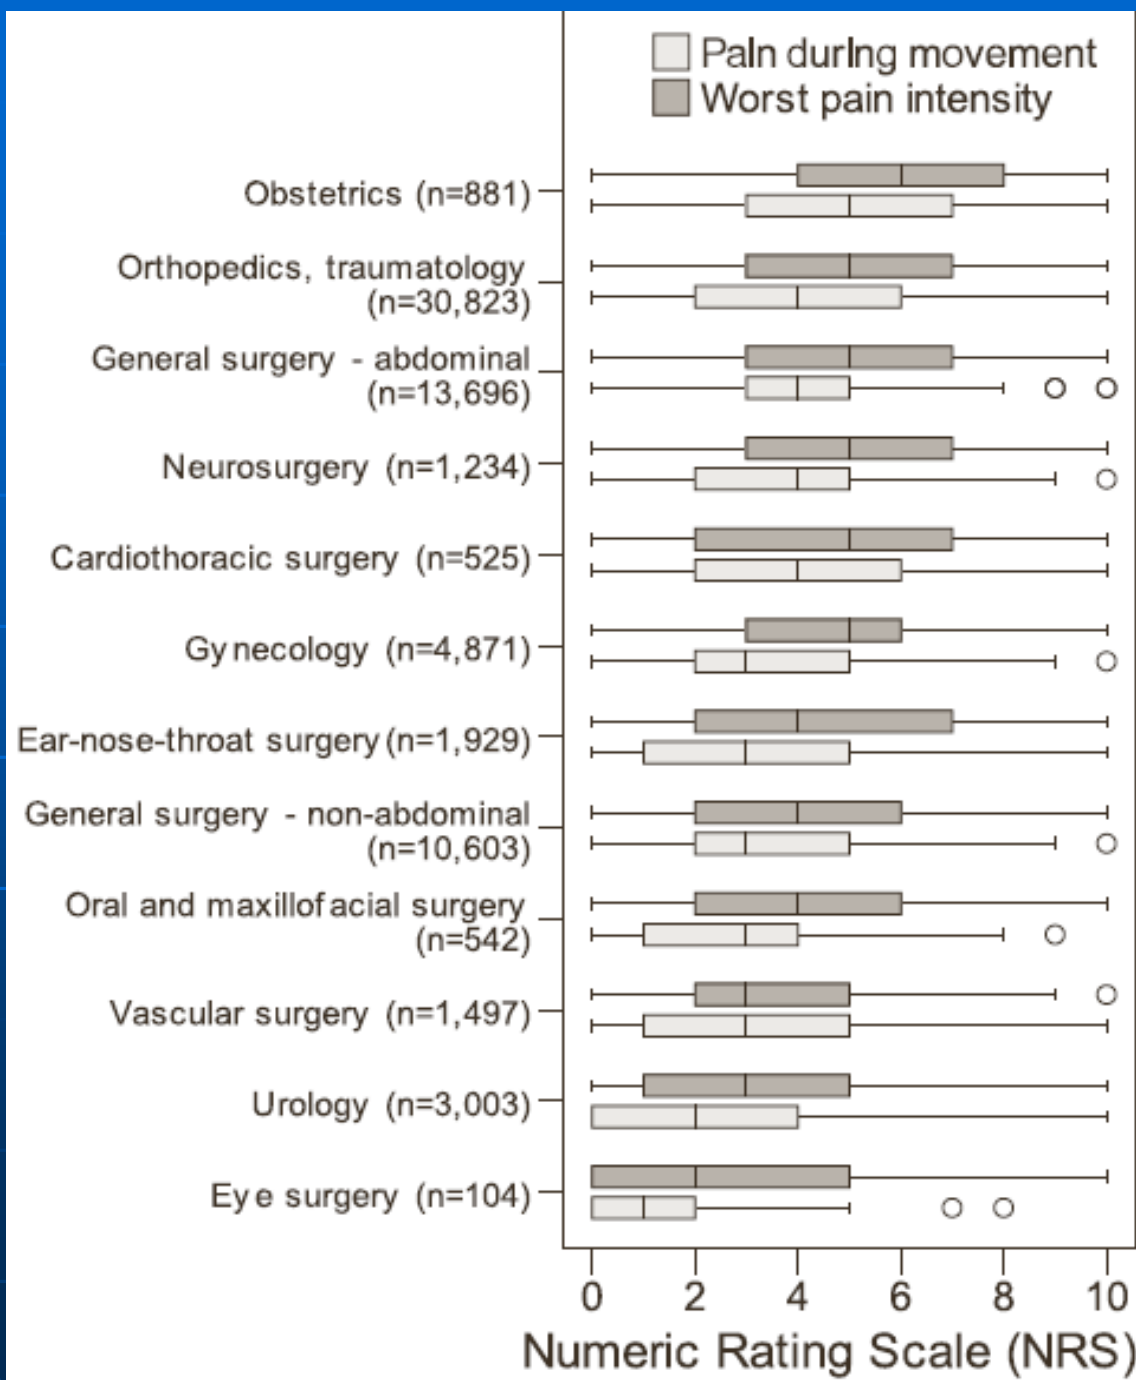 Pain during movement
Worst pain intensity
Obstetrics (n=881)
Orthopedics, traumatology
(n=30,823)
General surgery - abdominal
(n=13,696)
Neurosurgery (n=1,234)
Cardiothoracic surgery (n=525)
Gynecology (n=4,871)
Ear-nose-throat surgery (n=1,929)
General surgery - non-abdominal
(n=10,603)
Oral and maxillofacial surgery
(n=542)
Vascular surgery (n=1,497)
Urology (n=3,003)
Eye surgery (n=104)
0 2 4 6 8 10
Numeric Rating Scale (NRS)